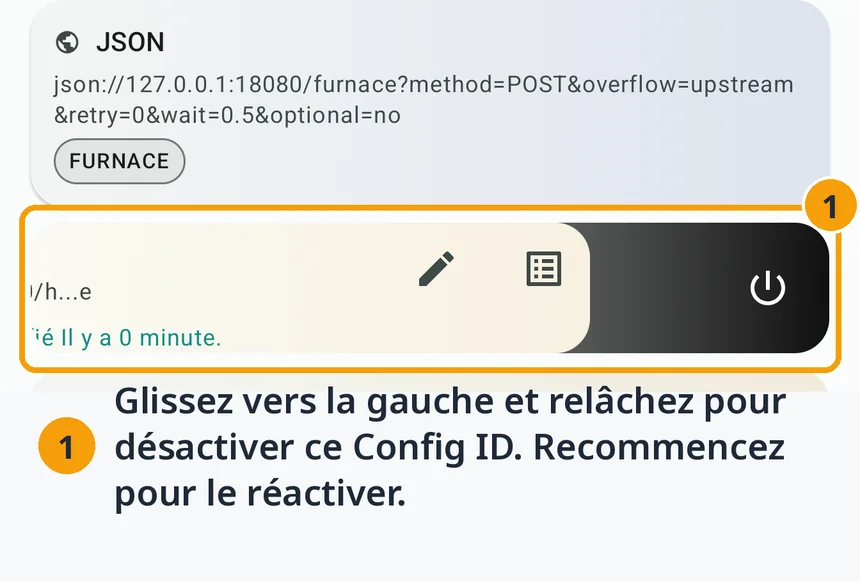 JSON
json://127.0.0.1:18080/furnace?method=POST&overflow=upstream
&retry=0&wait=0.5&optional=no
FURNACE
1
/h...e
ié Il y a 0 minute.
1
Glissez vers la gauche et relâchez pour
désactiver ce Config ID. Recommencez
pour le réactiver.